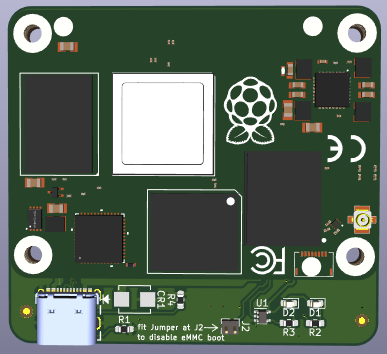 CE
FC
CR1
R4
R1
fit Jumper at J2
to disable eMMC boot
J2
U1
D2
D1
R3
R2